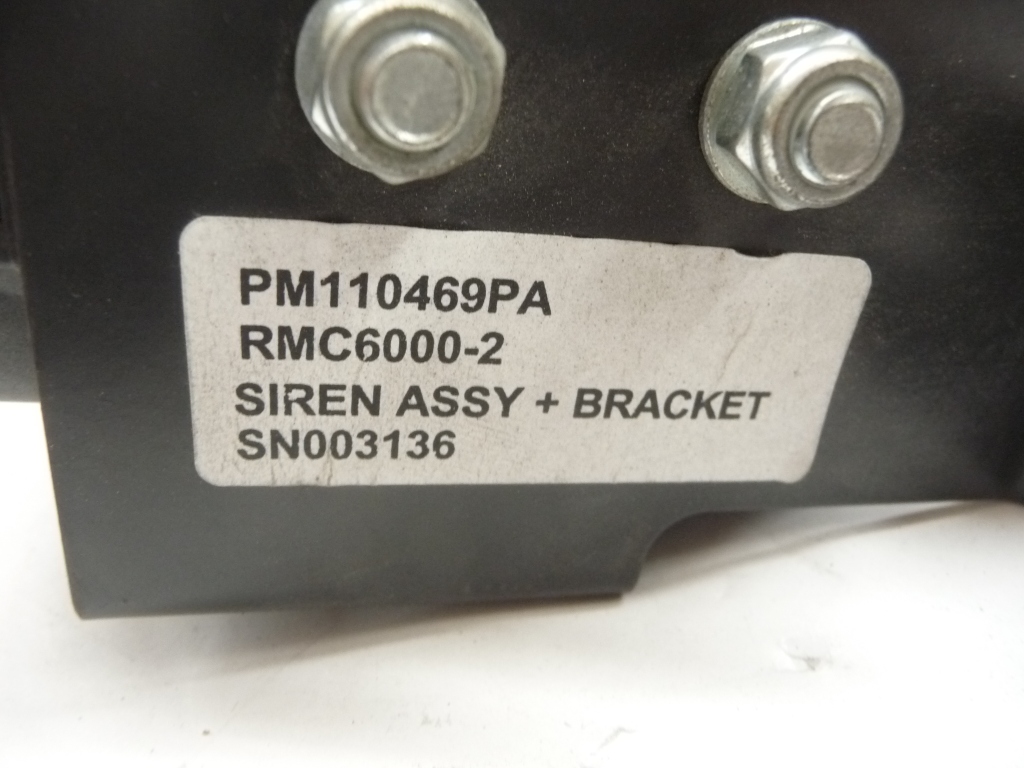 PM110469PA
RMC6000-2
SIREN ASSY + BRACKET
SN003136